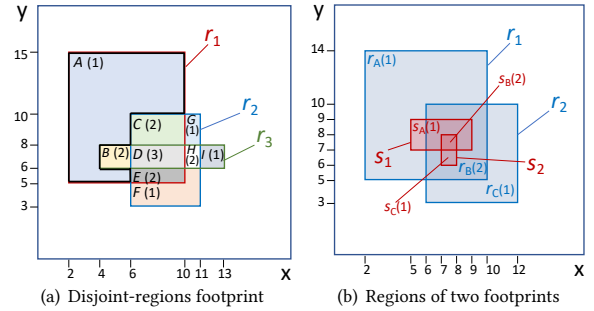 y
15
10
8
6
5
3
2
4
6
10
11
13
x
A (1)
r1
r2
r3
C (2)
G
(1)
B (2)
D (3)
H
(2)
I (1)
E (2)
F (1)
(a) Disjoint-regions footprint
y
14
10
9
8
7
6
5
3
2
5
6
7
8
9
10
12
x
rA(1)
r1
sB(2)
r2
sA(1)
s1
s2
rB(2)
sC(1)
rC(1)
(b) Regions of two footprints